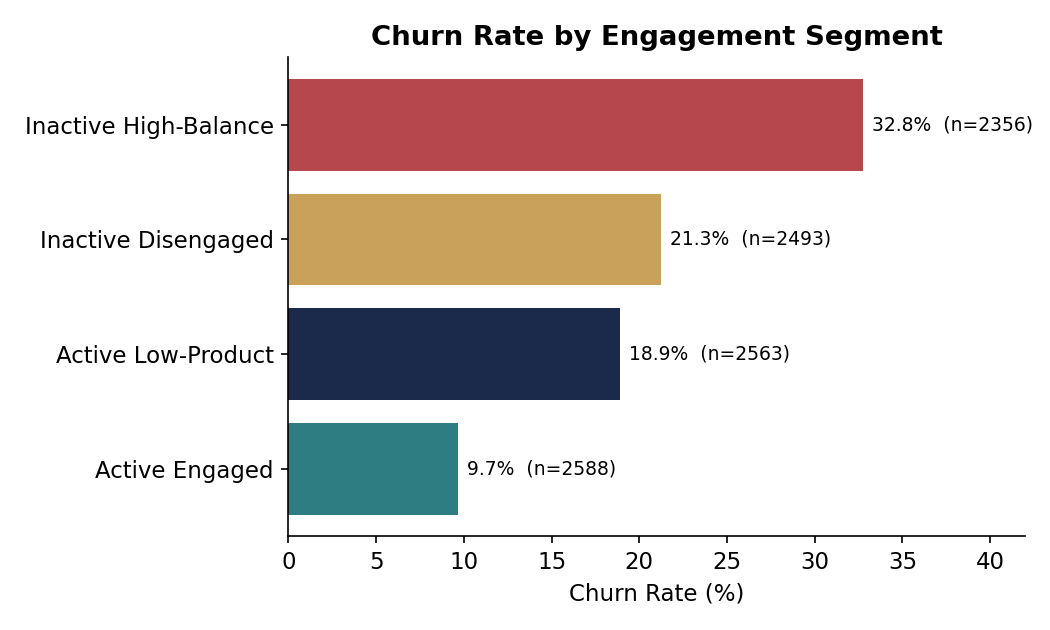 Churn Rate by Engagement Segment
Inactive High-Balance
32.8%  (n=2356)
Inactive Disengaged
21.3%  (n=2493)
Active Low-Product
18.9%  (n=2563)
Active Engaged
9.7%  (n=2588)
0 5 10 15 20 25 30 35 40
Churn Rate (%)